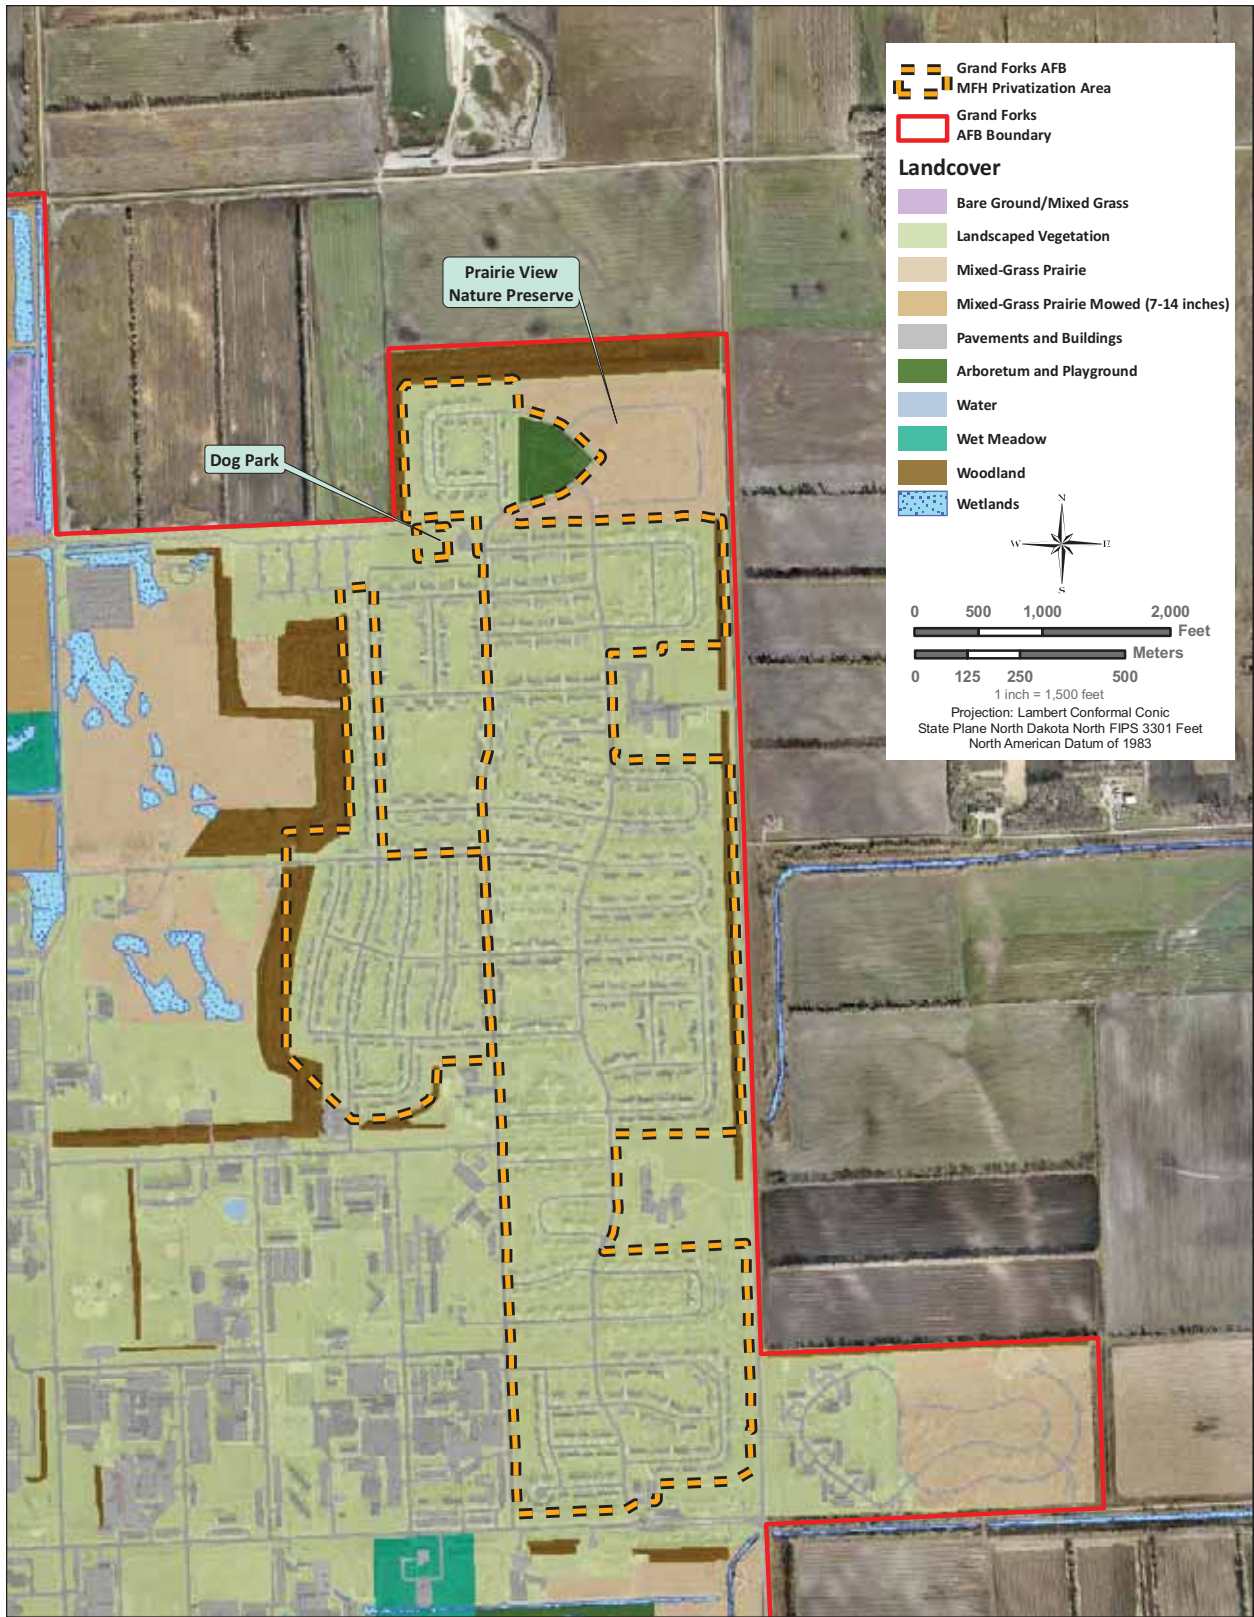 Grand Forks AFB
MFH Privatization Area
Grand Forks
AFB Boundary
Landcover
Bare Ground/Mixed Grass
Landscaped Vegetation
Mixed-Grass Prairie
Mixed-Grass Prairie Mowed (7-14 inches)
Pavements and Buildings
Arboretum and Playground
Water
Wet Meadow
Woodland
Wetlands
N
W
E
S
0 500 1,000 2,000
Feet
Meters
0 125 250 500
1 inch = 1,500 feet
Projection: Lambert Conformal Conic
State Plane North Dakota North FIPS 3301 Feet
North American Datum of 1983
Prairie View
Nature Preserve
Dog Park